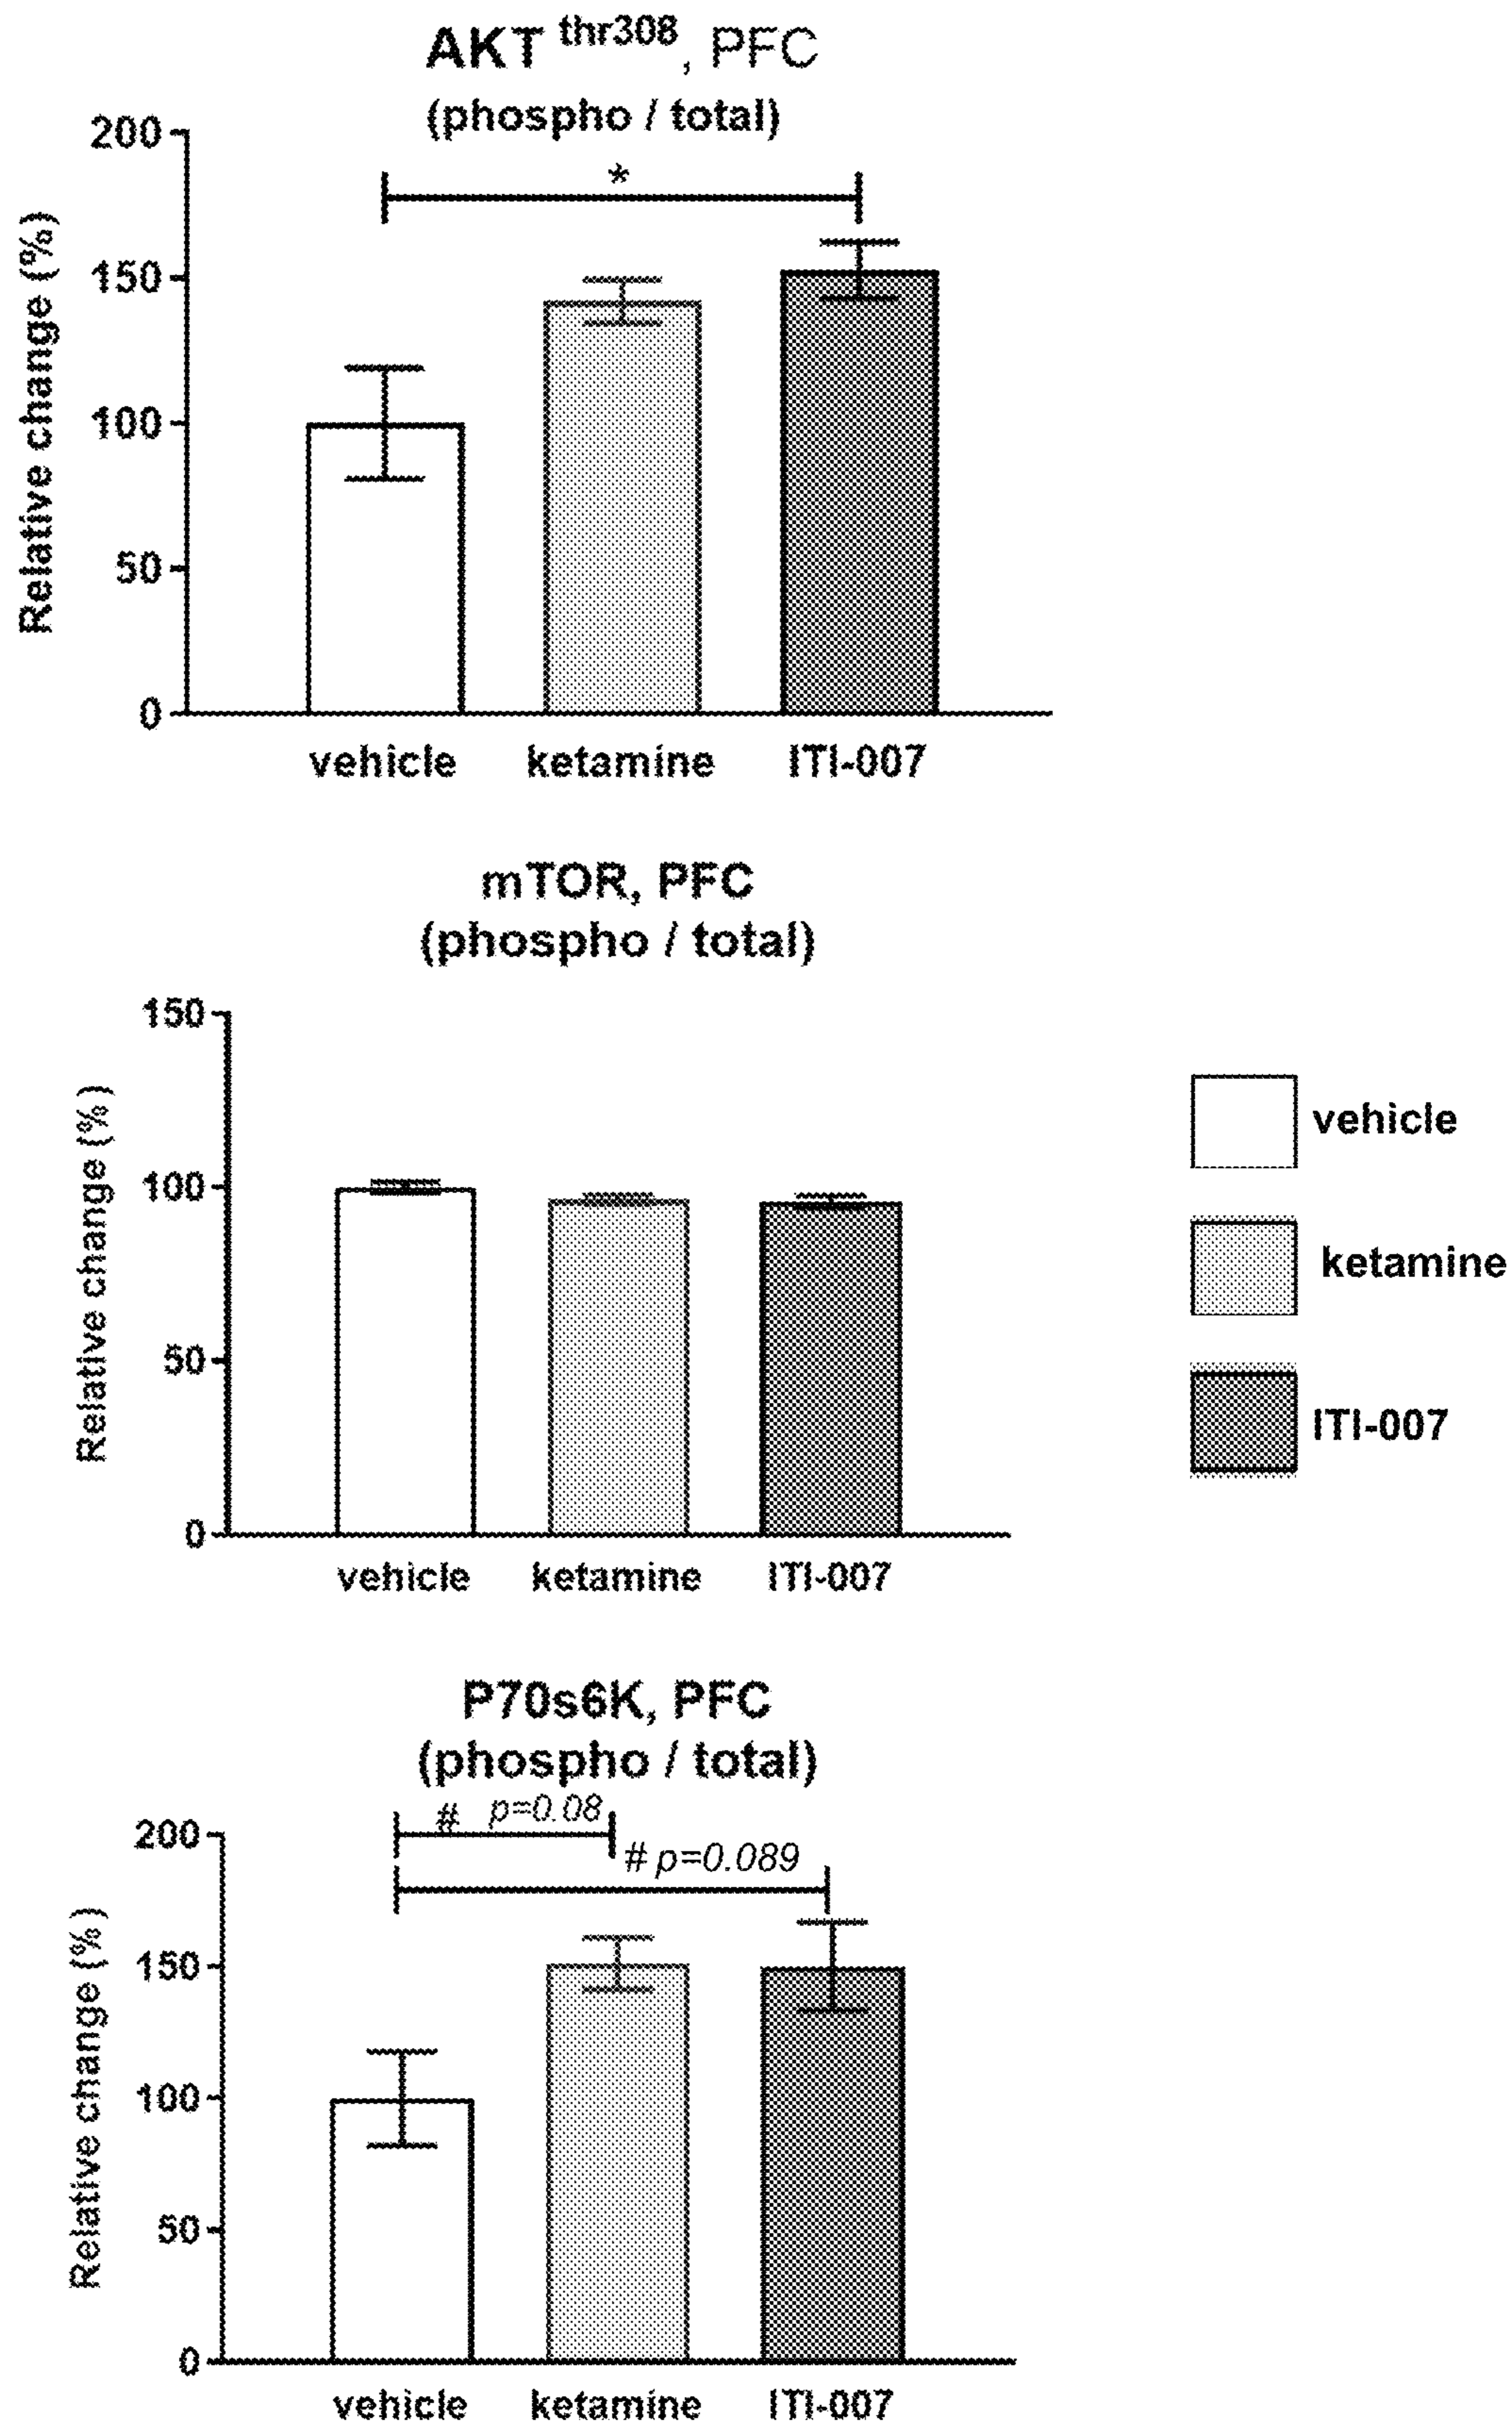 AKT thr308, PFC
(phospho / total)
200
*
150
100
50
0
Relative change (%)
vehicle ketamine ITI-007
mTOR, PFC
(phospho / total)
150
100
50
0
Relative change (%)
vehicle ketamine ITI-007
vehicle
ketamine
ITI-007
P70s6K, PFC
(phospho / total)
# p=0.08
# p=0.089
200
150
100
50
0
Relative change (%)
vehicle ketamine ITI-007